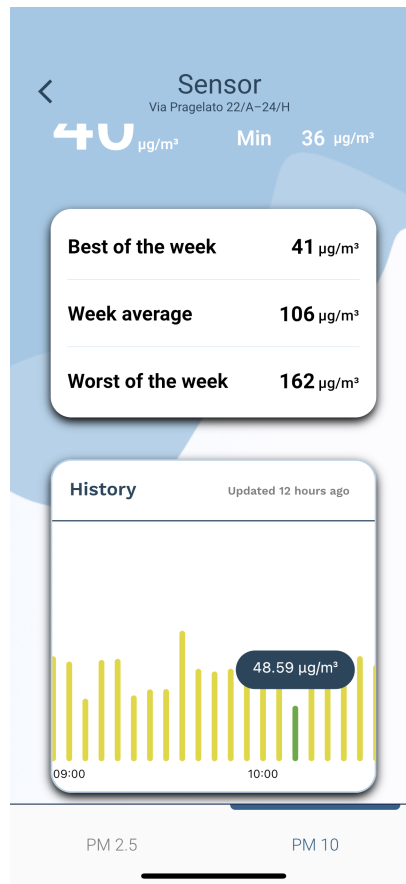 Sensor
Via Pragelato 22/A–24/H
40 µg/m³ Min 36 µg/m³
Best of the week 41 µg/m³
Week average 106 µg/m³
Worst of the week 162 µg/m³
History Updated 12 hours ago
48.59 µg/m³
09:00 10:00
PM 2.5 PM 10